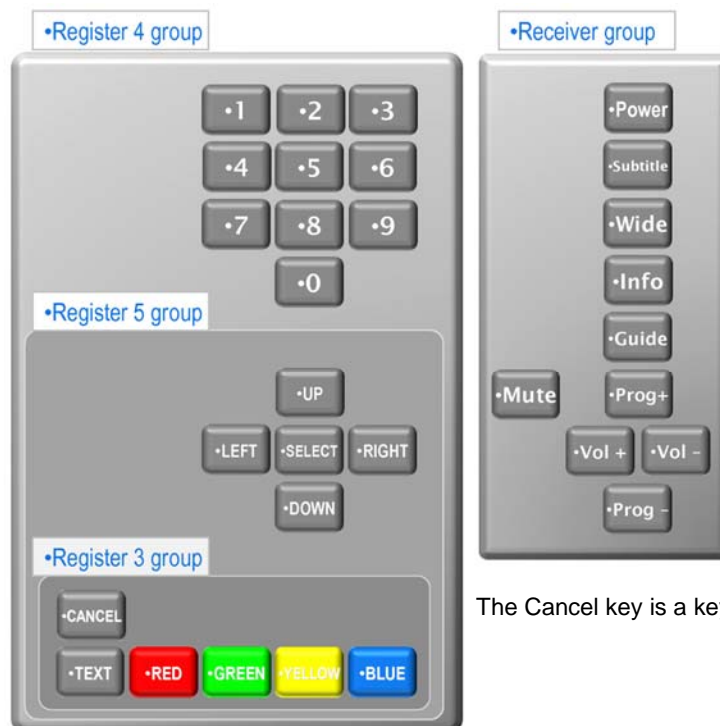 •Register 4 group
•1 •2 •3
•4 •5 •6
•7 •8 •9
•0
•Register 5 group
•UP
•LEFT •SELECT •RIGHT
•DOWN
•Register 3 group
•CANCEL
•TEXT •RED •GREEN •YELLOW •BLUE
•Receiver group
•Power
•Subtitle
•Wide
•Info
•Guide
•Mute •Prog+
•Vol + •Vol -
•Prog -
The Cancel key is a